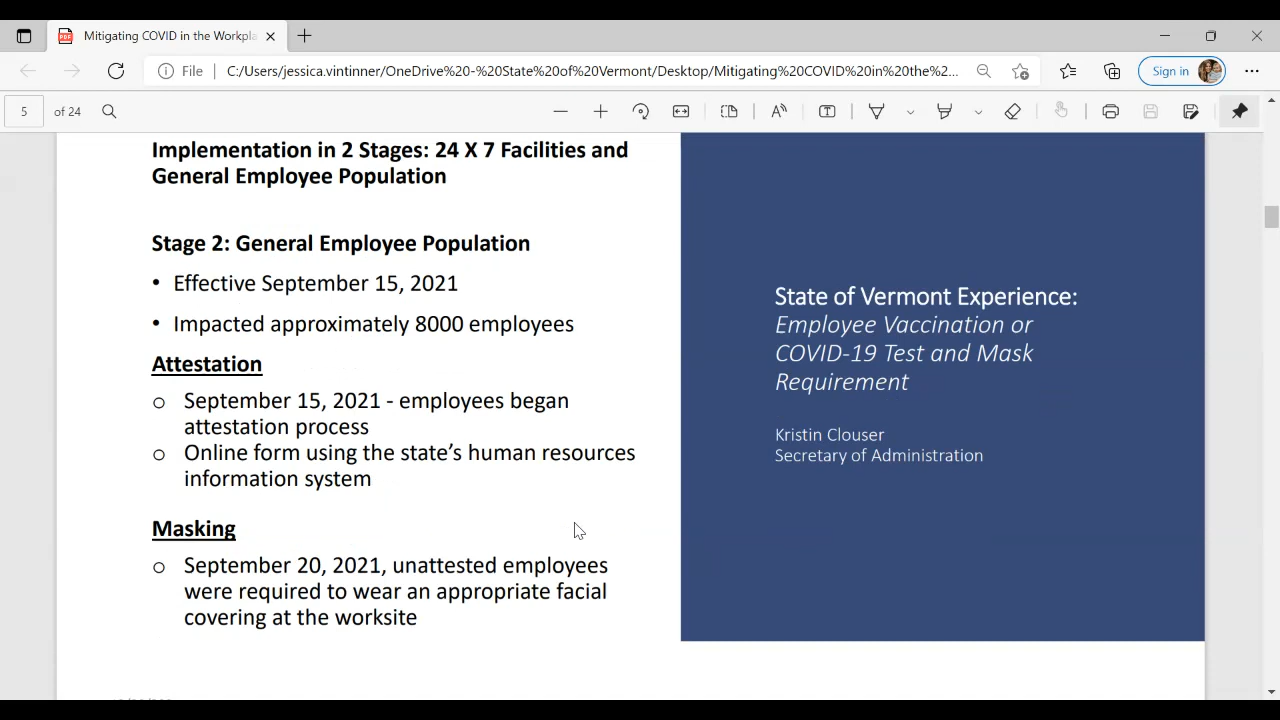 Mitigating COVID in the Workpla
File
C:/Users/jessica.vintinner/OneDrive%20-%20State%20of%20Vermont/Desktop/Mitigating%20COVID%20in%20the%2...
Sign in
5 of 24
Implementation in 2 Stages: 24 X 7 Facilities and
General Employee Population
Stage 2: General Employee Population
• Effective September 15, 2021
• Impacted approximately 8000 employees
Attestation
o September 15, 2021 - employees began
attestation process
o Online form using the state's human resources
information system
Masking
o September 20, 2021, unattested employees
were required to wear an appropriate facial
covering at the worksite
State of Vermont Experience:
Employee Vaccination or
COVID-19 Test and Mask
Requirement
Kristin Clouser
Secretary of Administration